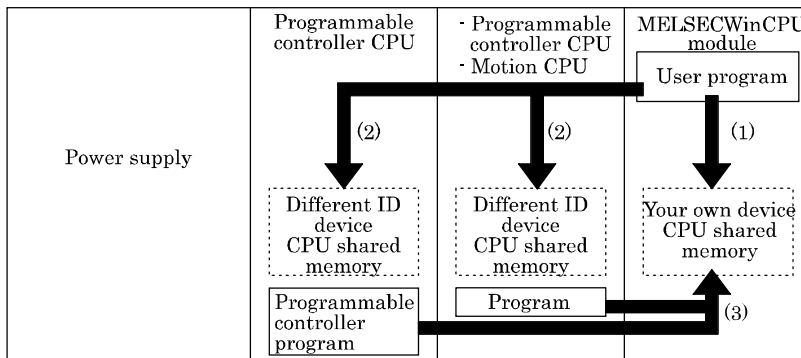 Power supply
Programmable
controller CPU
(2)
Different ID
device
CPU shared
memory
Programmable
controller
program
- Programmable
controller CPU
- Motion CPU
(2)
Different ID
device
CPU shared
memory
Program
MELSECWinCPU
module
User program
(1)
Your own device
CPU shared
memory
(3)